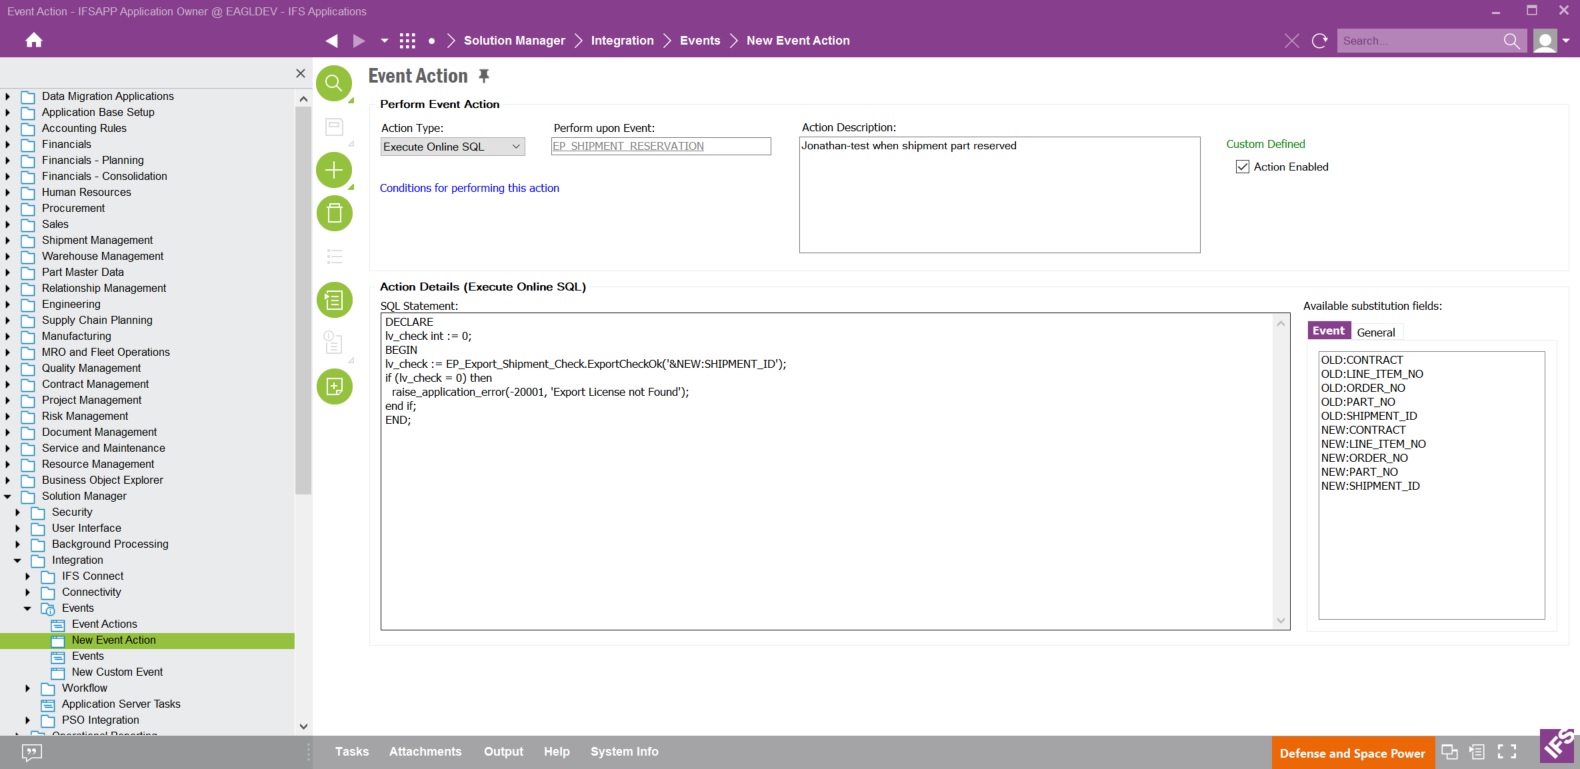 Event Action - IFSAPP Application Owner @ EAGLDEV - IFS Applications
Solution Manager
Integration
Events
New Event Action
Search...
Data Migration Applications
Application Base Setup
Accounting Rules
Financials
Financials - Planning
Financials - Consolidation
Human Resources
Procurement
Sales
Shipment Management
Warehouse Management
Part Master Data
Relationship Management
Engineering
Supply Chain Planning
Manufacturing
MRO and Fleet Operations
Quality Management
Contract Management
Project Management
Risk Management
Document Management
Service and Maintenance
Resource Management
Business Object Explorer
Solution Manager
Security
User Interface
Background Processing
Integration
IFS Connect
Connectivity
Events
Event Actions
New Event Action
Events
New Custom Event
Workflow
Application Server Tasks
PSO Integration
Operational Reporting
Event Action
Perform Event Action
Action Type:
Execute Online SQL
Perform upon Event:
EP_SHIPMENT_RESERVATION
Conditions for performing this action
Action Description:
Jonathan-test when shipment part reserved
Custom Defined
Action Enabled
Action Details (Execute Online SQL)
SQL Statement:
DECLARE
lv_check int := 0;
BEGIN
lv_check := EP_Export_Shipment_Check.ExportCheckOk('&NEW:SHIPMENT_ID');
if (lv_check = 0) then
raise_application_error(-20001, 'Export License not Found');
end if;
END;
Available substitution fields:
Event
General
OLD:CONTRACT
OLD:LINE_ITEM_NO
OLD:ORDER_NO
OLD:PART_NO
OLD:SHIPMENT_ID
NEW:CONTRACT
NEW:LINE_ITEM_NO
NEW:ORDER_NO
NEW:PART_NO
NEW:SHIPMENT_ID
Tasks
Attachments
Output
Help
System Info
Defense and Space Power
IFS